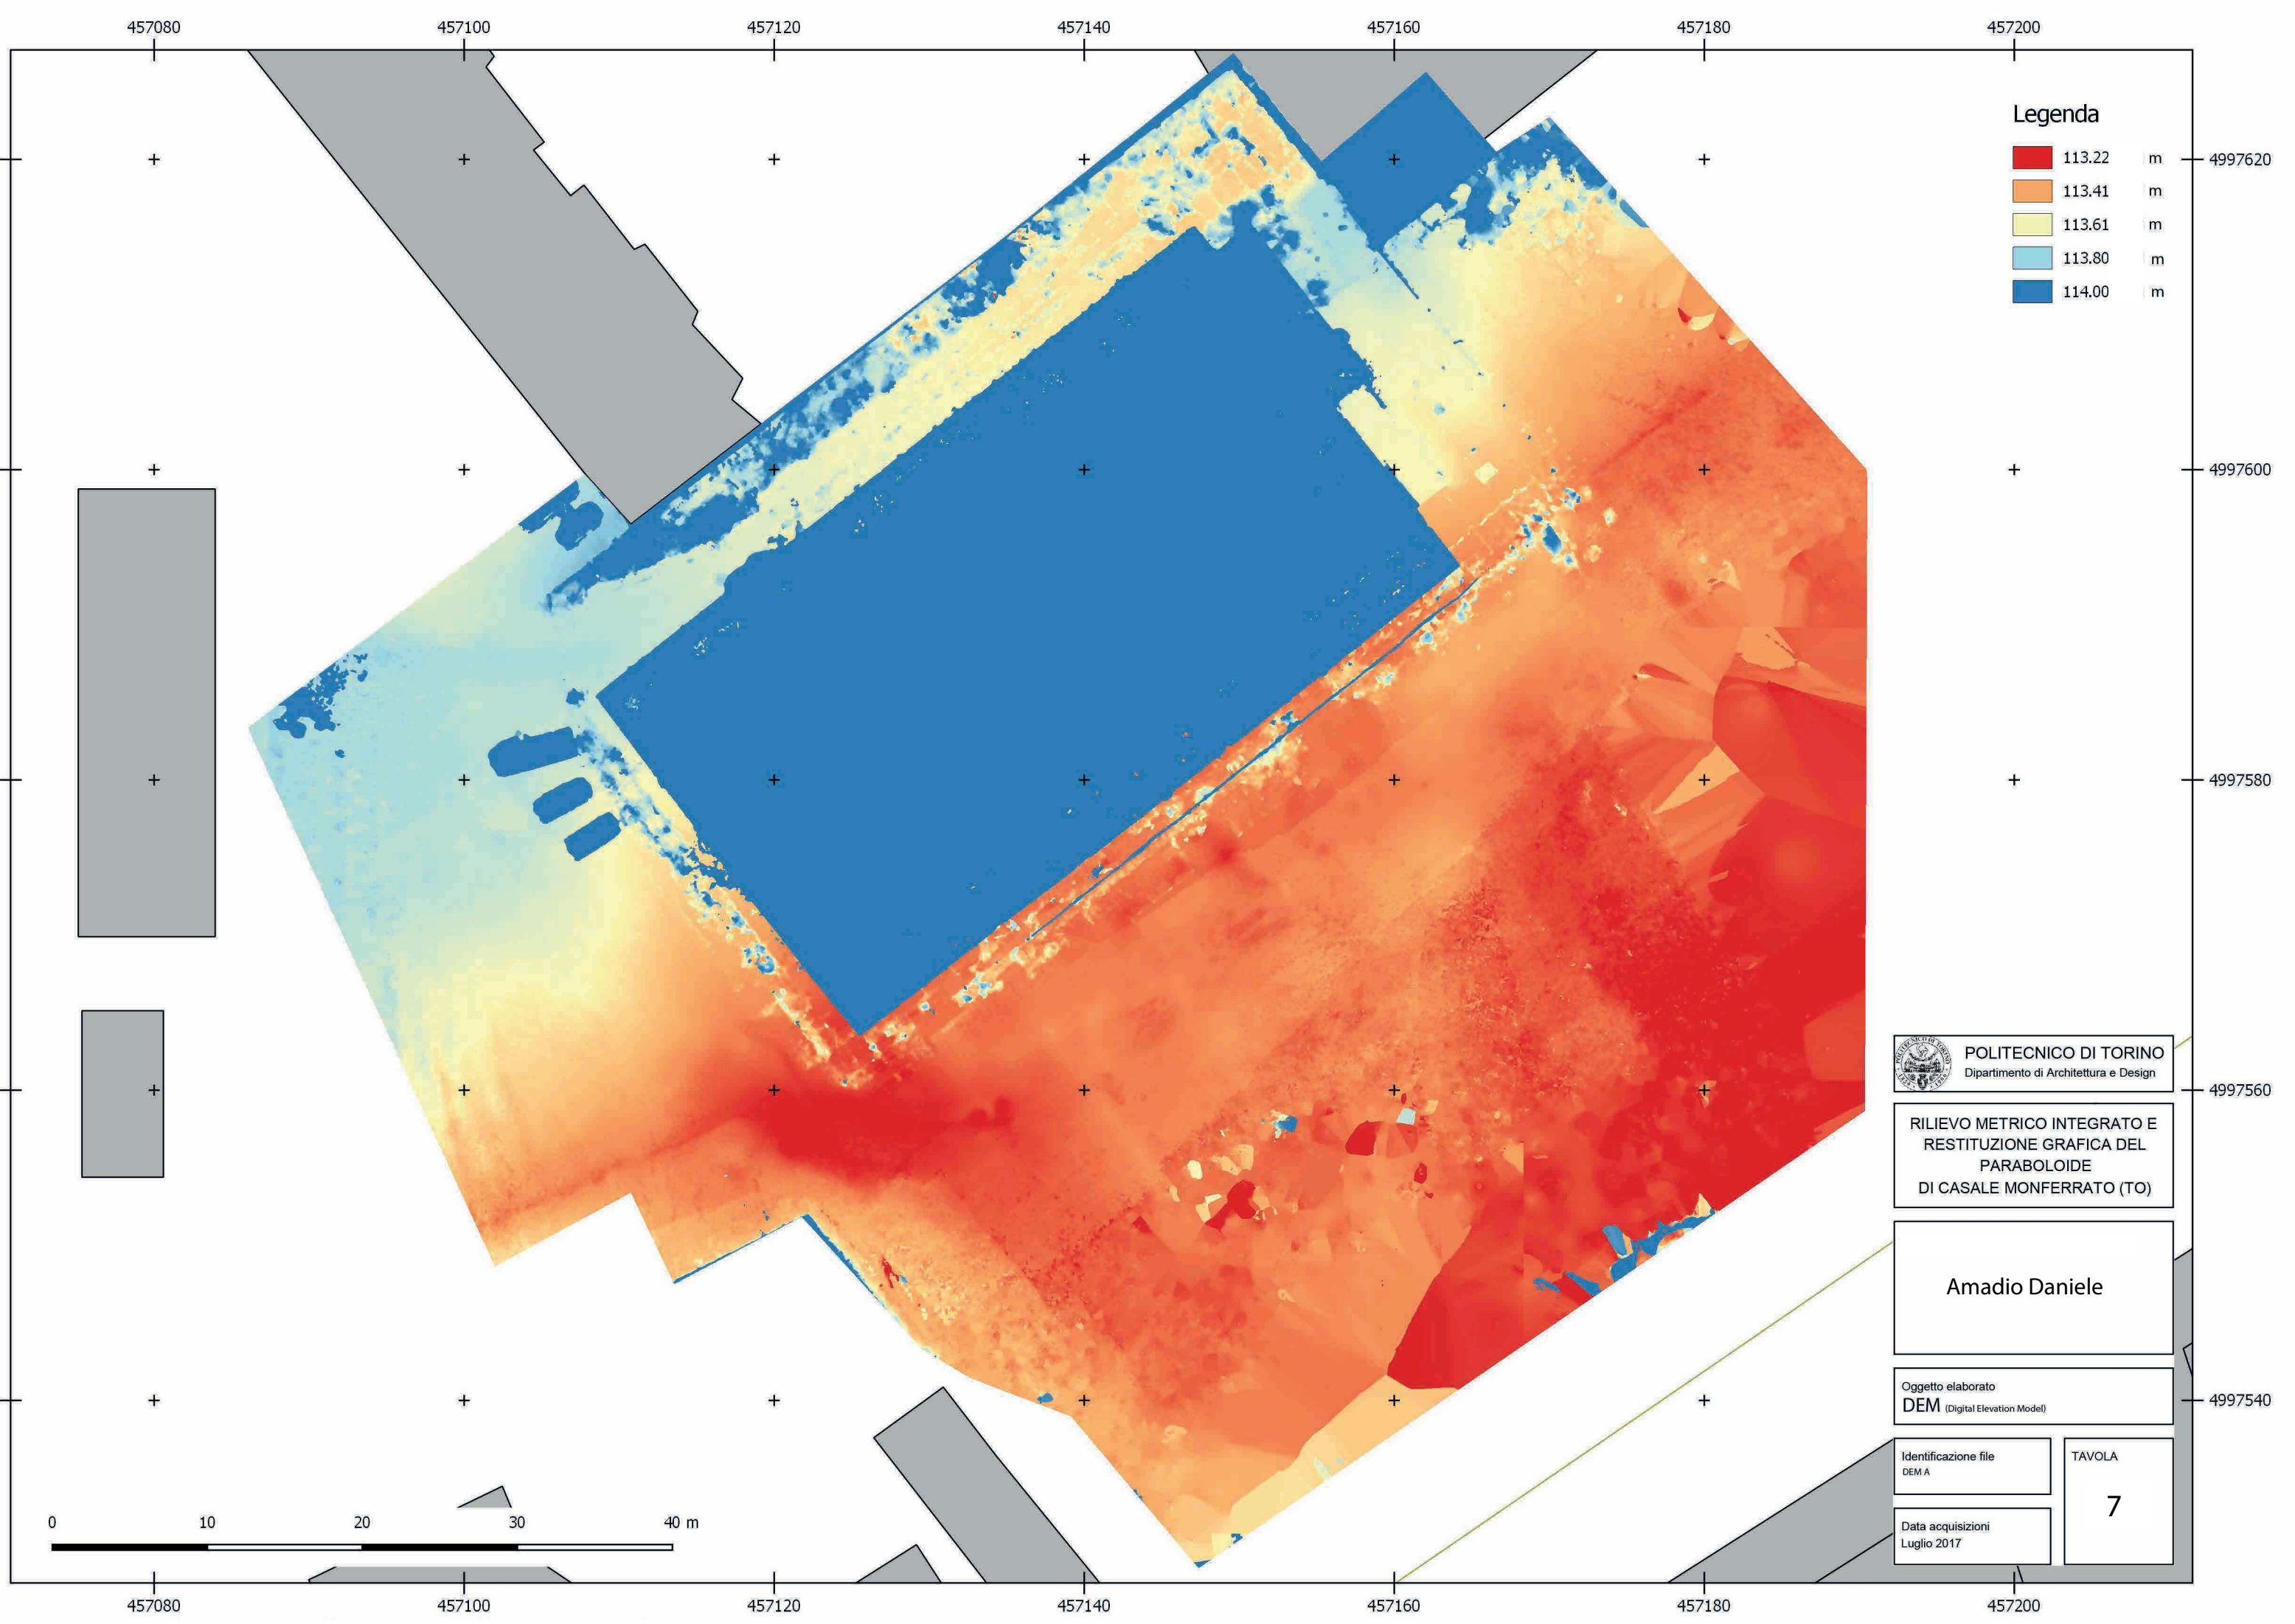 457080 457100 457120 457140 457160 457180 457200
Legenda
113.22 m
113.41 m
113.61 m
113.80 m
114.00 m
4997620
4997600
4997580
4997560
4997540
POLITECNICO DI TORINO
Dipartimento di Architettura e Design
RILIEVO METRICO INTEGRATO E
RESTITUZIONE GRAFICA DEL
PARABOLOIDE
DI CASALE MONFERRATO (TO)
Amadio Daniele
Oggetto elaborato
DEM (Digital Elevation Model)
Identificazione file
DEM A
TAVOLA
7
Data acquisizioni
Luglio 2017
0 10 20 30 40 m
457080 457100 457120 457140 457160 457180 457200